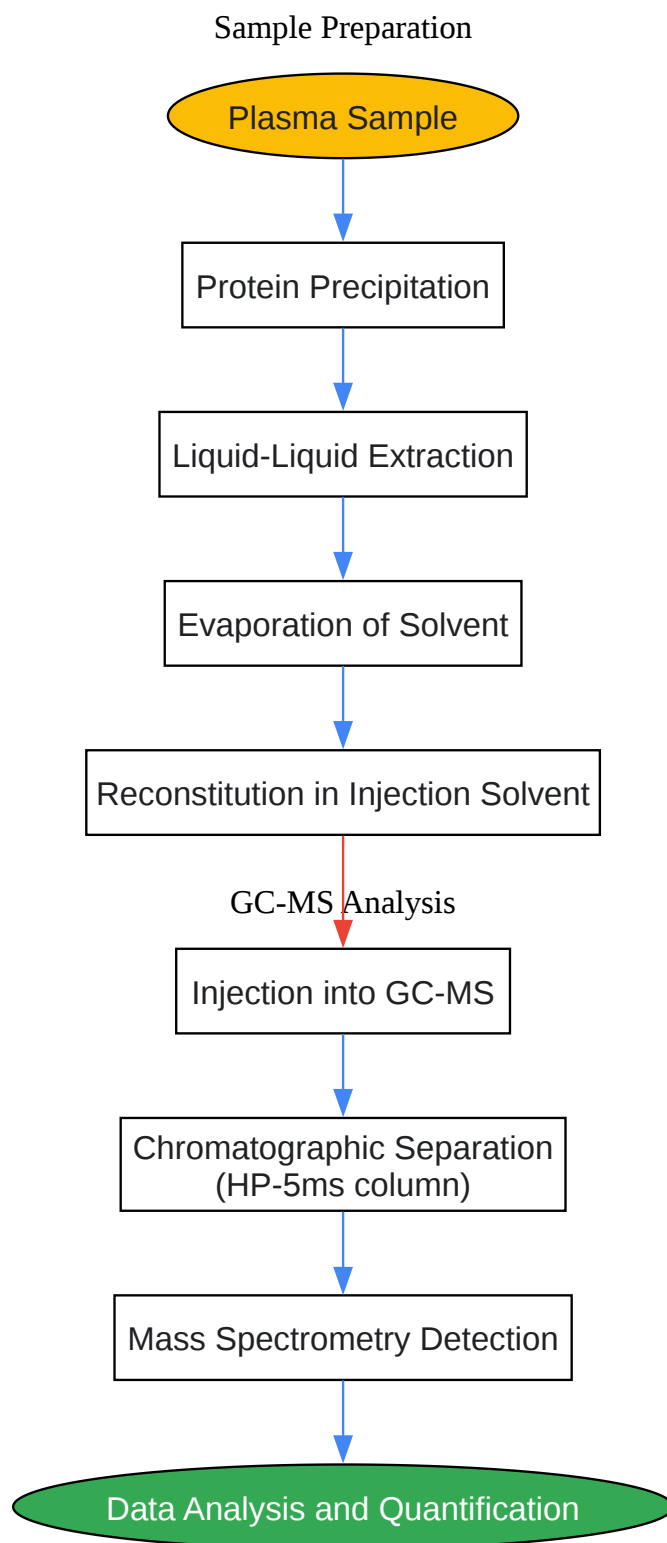 Sample Preparation
Plasma Sample
Protein Precipitation
Liquid-Liquid Extraction
Evaporation of Solvent
Reconstitution in Injection Solvent
GC-MS Analysis
Injection into GC-MS
Chromatographic Separation
(HP-5ms column)
Mass Spectrometry Detection
Data Analysis and Quantification